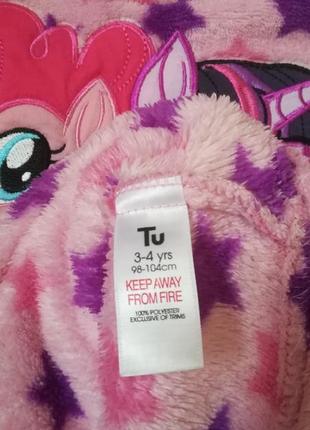 Tu
3-4 yrs
98-104cm
KEEP AWAY
FROM FIRE
100% POLYESTER
EXCLUSIVE OF TRIMS